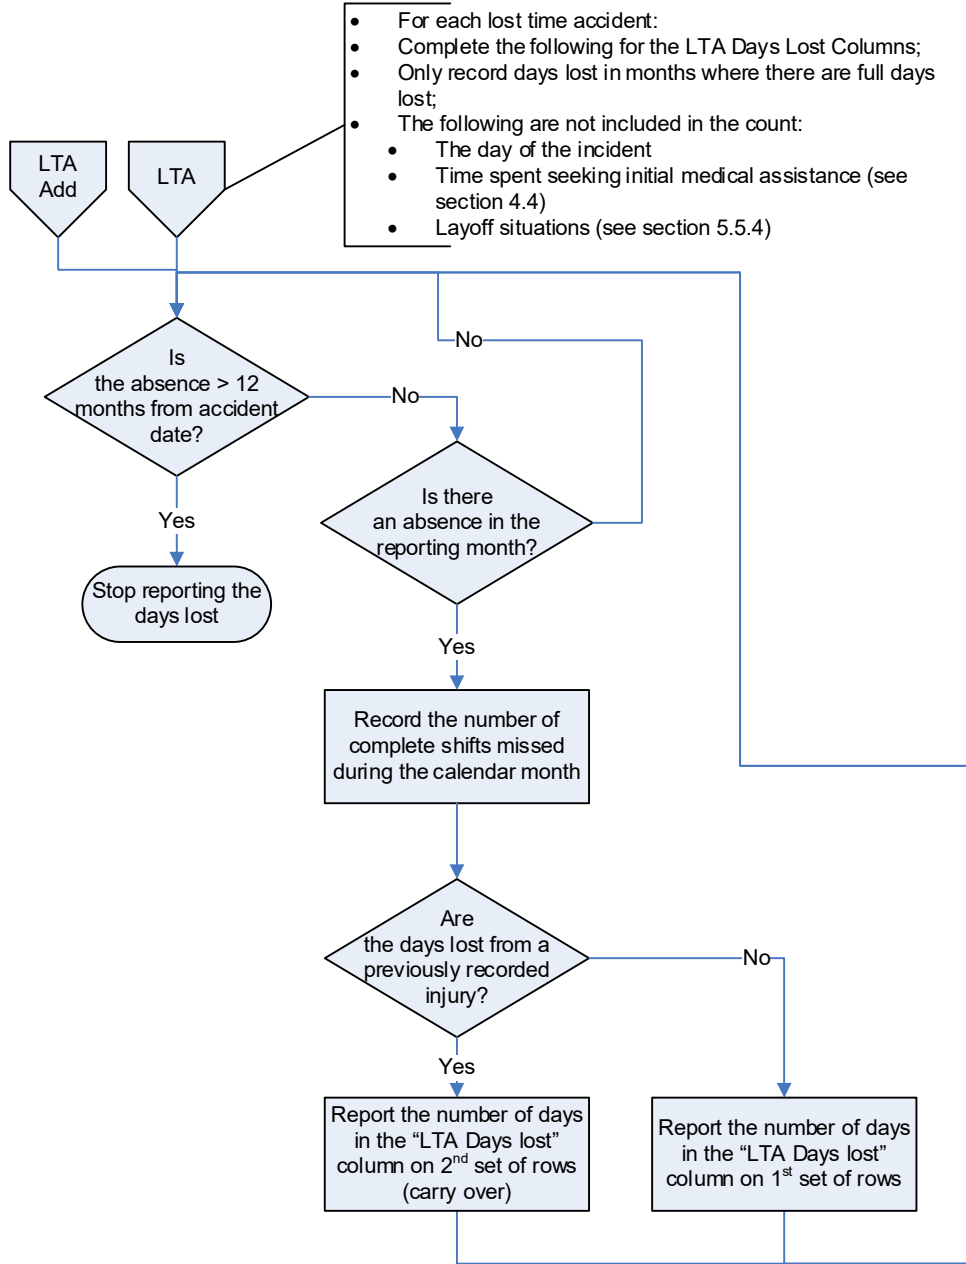 • For each lost time accident:
• Complete the following for the LTA Days Lost Columns;
• Only record days lost in months where there are full days
lost;
• The following are not included in the count:
• The day of the incident
• Time spent seeking initial medical assistance (see
section 4.4)
• Layoff situations (see section 5.5.4)
LTA
Add
LTA
No
Is
the absence > 12
months from accident
date?
No
Is there
an absence in the
reporting month?
Yes
Stop reporting the
days lost
Yes
Record the number of
complete shifts missed
during the calendar month
Are
the days lost from a
previously recorded
injury?
No
Yes
Report the number of days
in the “LTA Days lost”
column on 2nd set of rows
(carry over)
Report the number of days
in the “LTA Days lost”
column on 1st set of rows